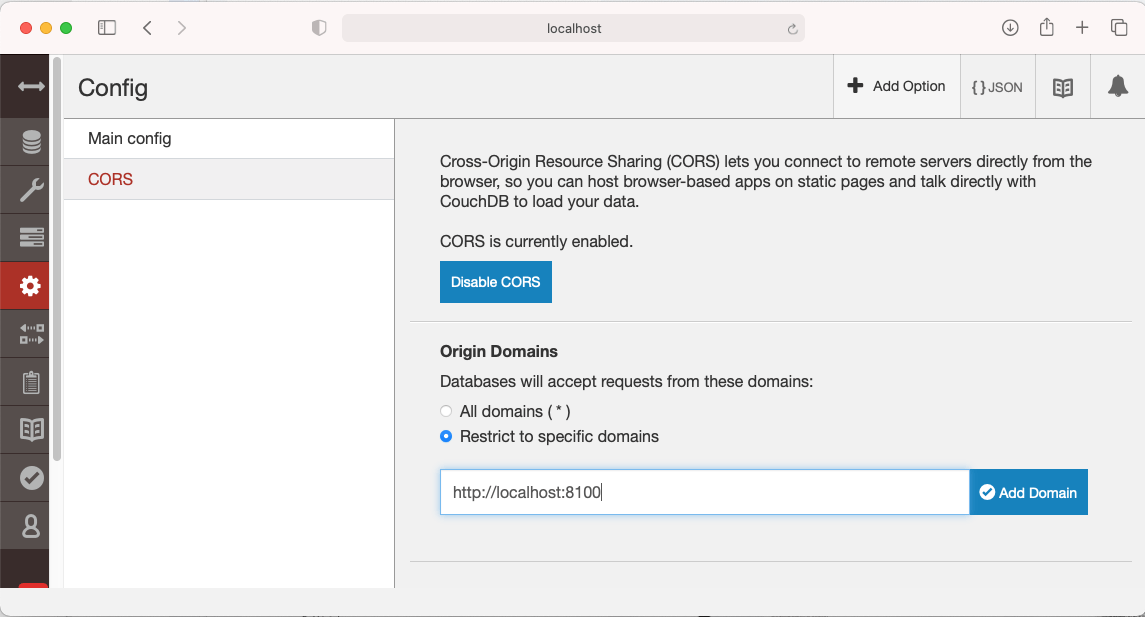 localhost
Config
Add Option
{ } JSON
Main config
CORS
Cross-Origin Resource Sharing (CORS) lets you connect to remote servers directly from the
browser, so you can host browser-based apps on static pages and talk directly with
CouchDB to load your data.
CORS is currently enabled.
Disable CORS
Origin Domains
Databases will accept requests from these domains:
All domains ( * )
Restrict to specific domains
http://localhost:8100
Add Domain